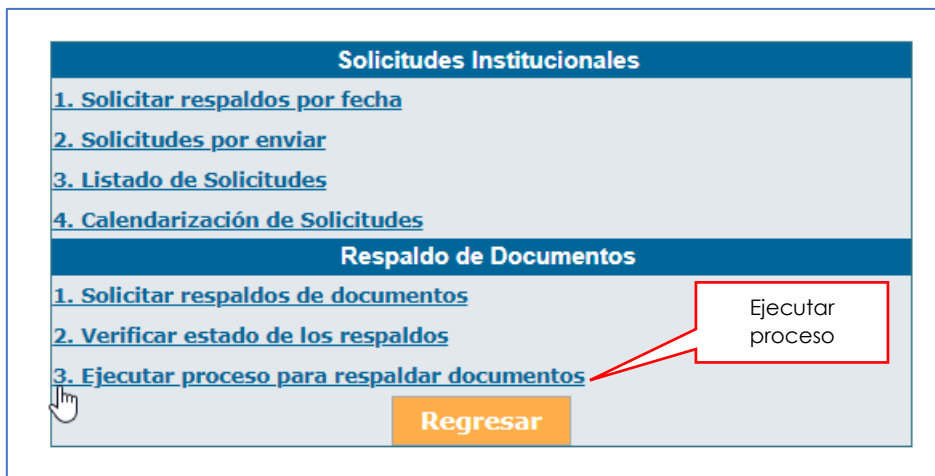 Solicitudes Institucionales
1. Solicitar respaldos por fecha
2. Solicitudes por enviar
3. Listado de Solicitudes
4. Calendarización de Solicitudes
Respaldo de Documentos
1. Solicitar respaldos de documentos
2. Verificar estado de los respaldos
3. Ejecutar proceso para respaldar documentos
Ejecutar
proceso
Regresar